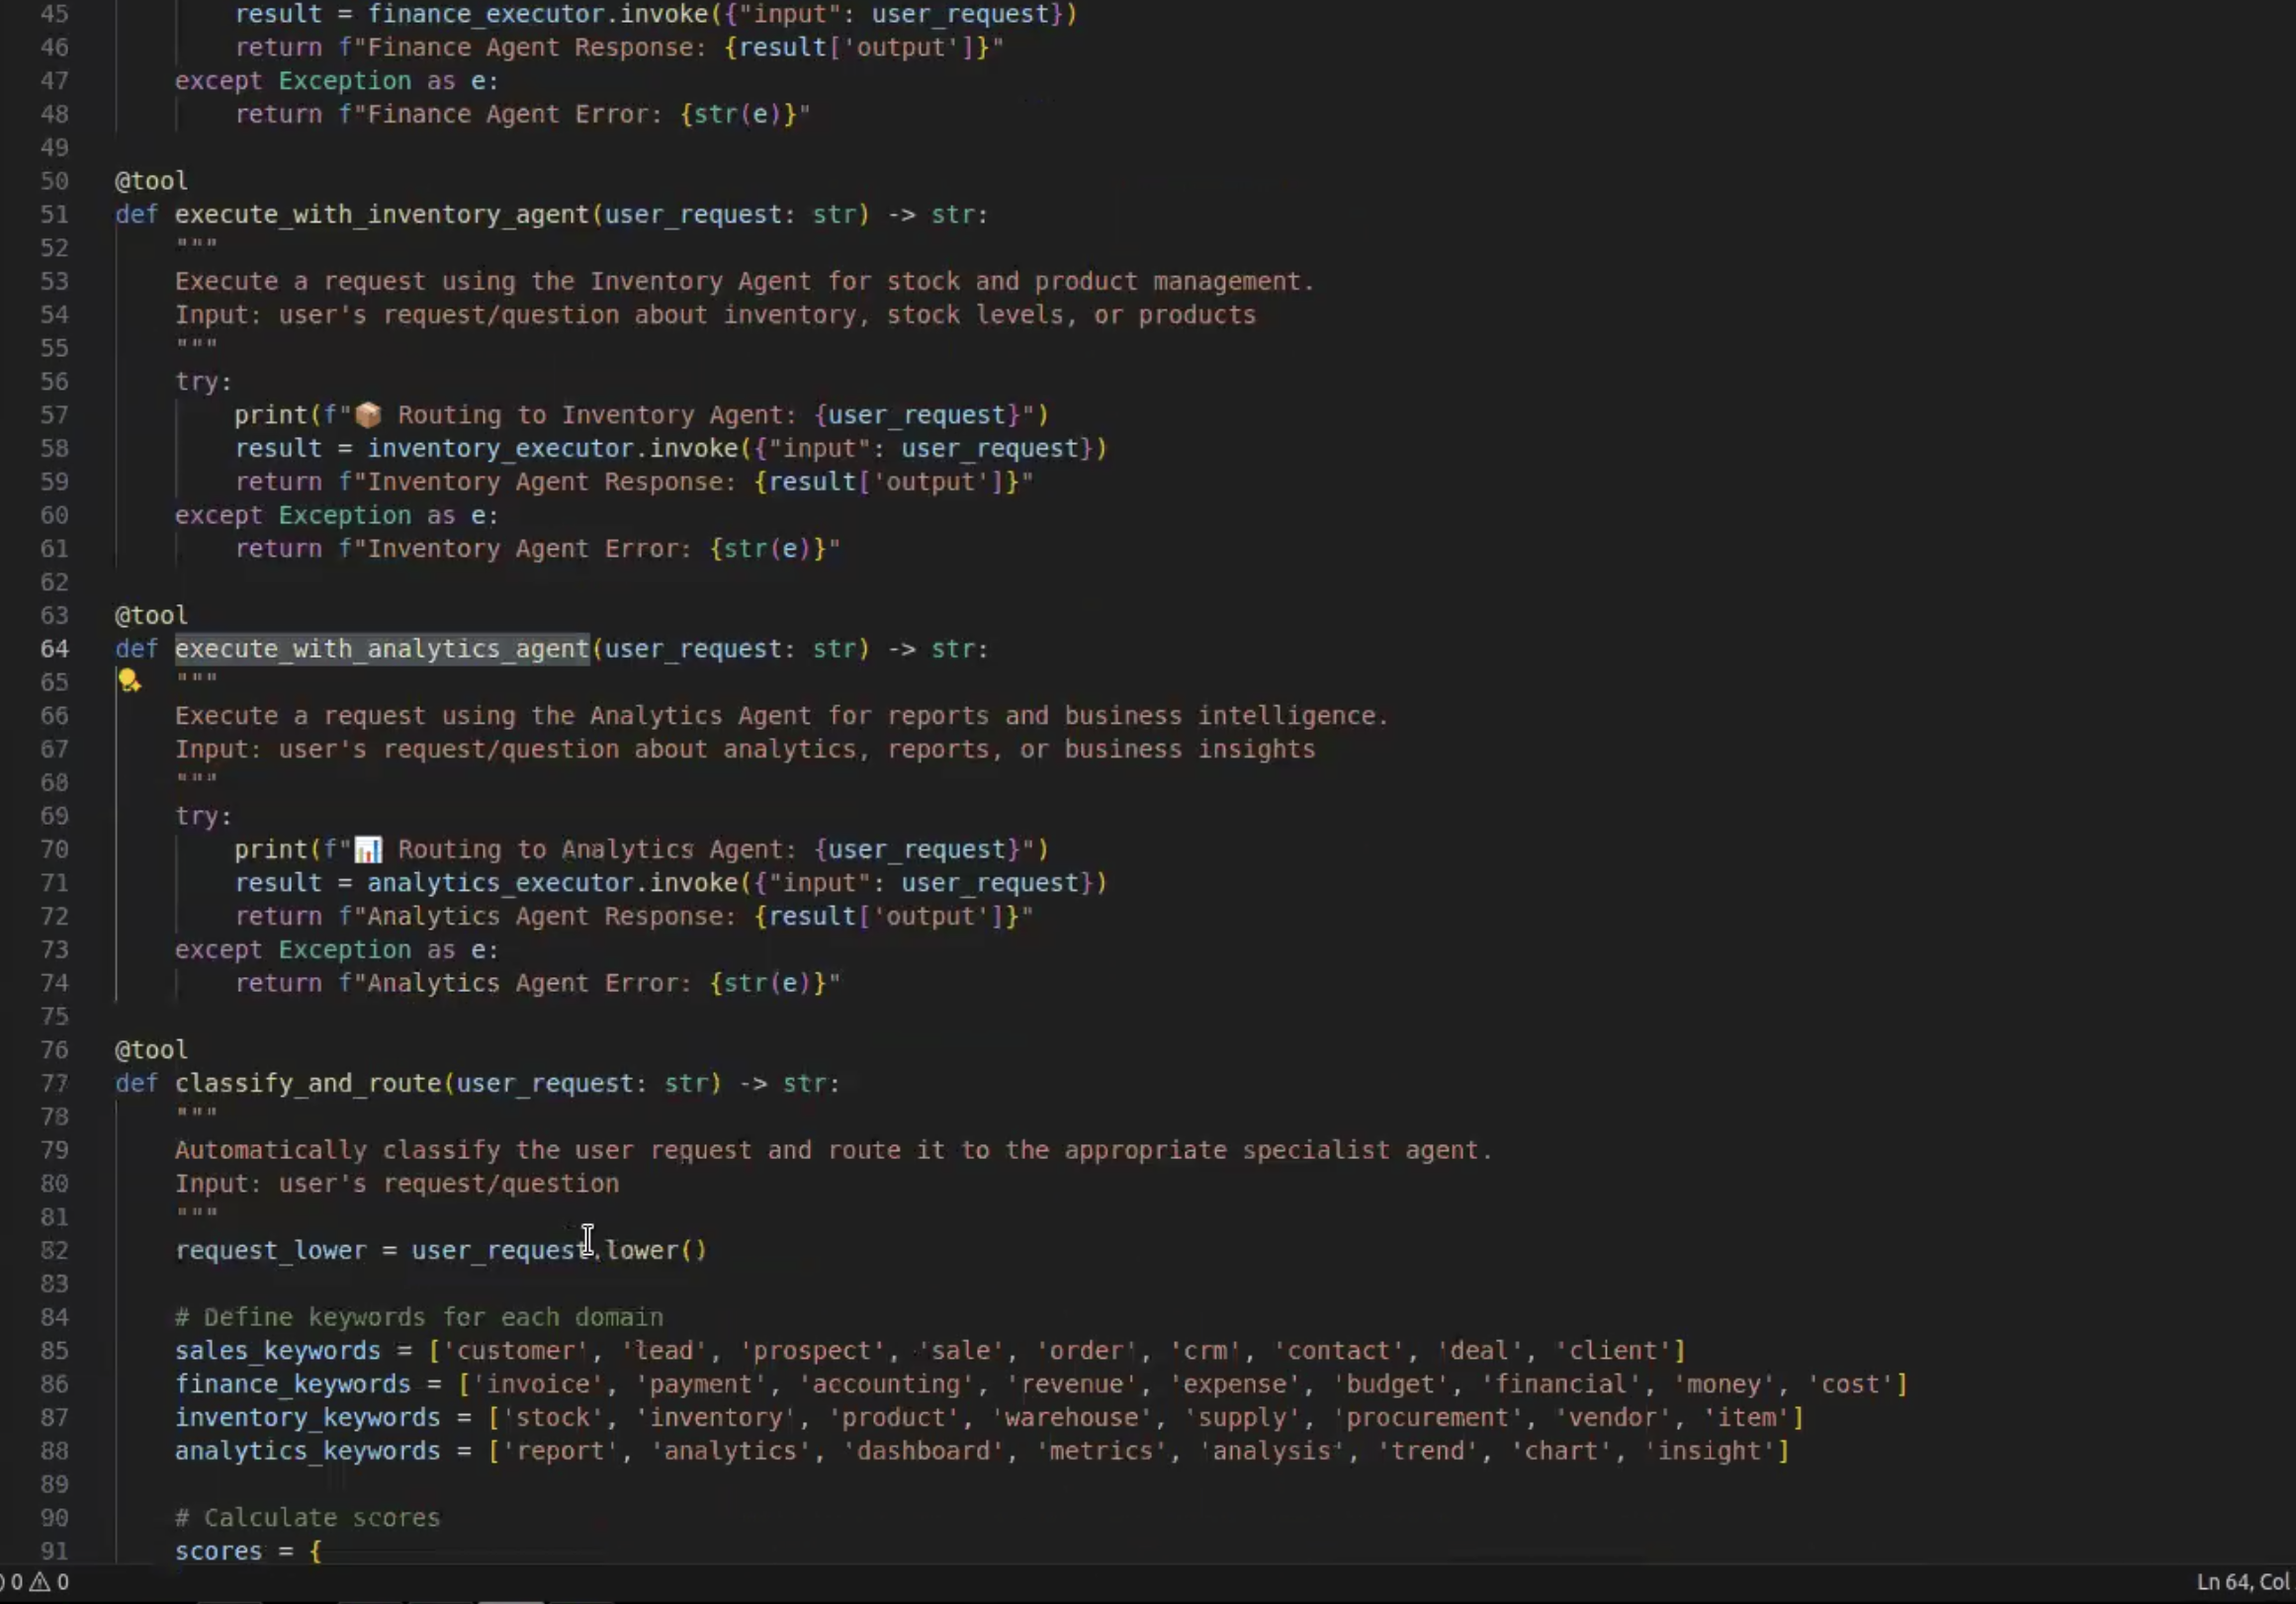 45 result = finance_executor.invoke({"input": user_request})
46 return f"Finance Agent Response: {result['output']}"
47 except Exception as e:
48 return f"Finance Agent Error: {str(e)}"
49
50 @tool
51 def execute_with_inventory_agent(user_request: str) -> str:
52 """
53 Execute a request using the Inventory Agent for stock and product management.
54 Input: user's request/question about inventory, stock levels, or products
55 """
56 try:
57 print(f"📦 Routing to Inventory Agent: {user_request}")
58 result = inventory_executor.invoke({"input": user_request})
59 return f"Inventory Agent Response: {result['output']}"
60 except Exception as e:
61 return f"Inventory Agent Error: {str(e)}"
62
63 @tool
64 def execute_with_analytics_agent(user_request: str) -> str:
65 """
66 Execute a request using the Analytics Agent for reports and business intelligence.
67 Input: user's request/question about analytics, reports, or business insights
68 """
69 try:
70 print(f"📊 Routing to Analytics Agent: {user_request}")
71 result = analytics_executor.invoke({"input": user_request})
72 return f"Analytics Agent Response: {result['output']}"
73 except Exception as e:
74 return f"Analytics Agent Error: {str(e)}"
75
76 @tool
77 def classify_and_route(user_request: str) -> str:
78 """
79 Automatically classify the user request and route it to the appropriate specialist agent.
80 Input: user's request/question
81 """
82 request_lower = user_request.lower()
83
84 # Define keywords for each domain
85 sales_keywords = ['customer', 'lead', 'prospect', 'sale', 'order', 'crm', 'contact', 'deal', 'client']
86 finance_keywords = ['invoice', 'payment', 'accounting', 'revenue', 'expense', 'budget', 'financial', 'money', 'cost']
87 inventory_keywords = ['stock', 'inventory', 'product', 'warehouse', 'supply', 'procurement', 'vendor', 'item']
88 analytics_keywords = ['report', 'analytics', 'dashboard', 'metrics', 'analysis', 'trend', 'chart', 'insight']
89
90 # Calculate scores
91 scores = {
0 ⚠ 0 Ln 64, Col